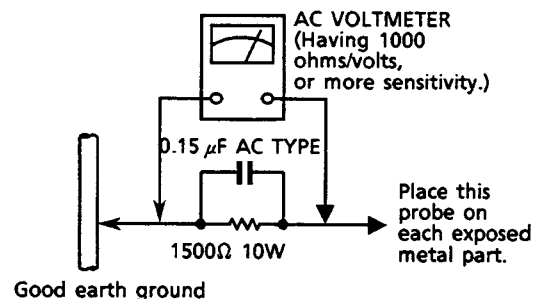 AC VOLTMETER
(Having 1000
ohms/volts,
or more sensitivity.)
0.15 µF AC TYPE
1500Ω 10W
Place this
probe on
each exposed
metal part.
Good earth ground